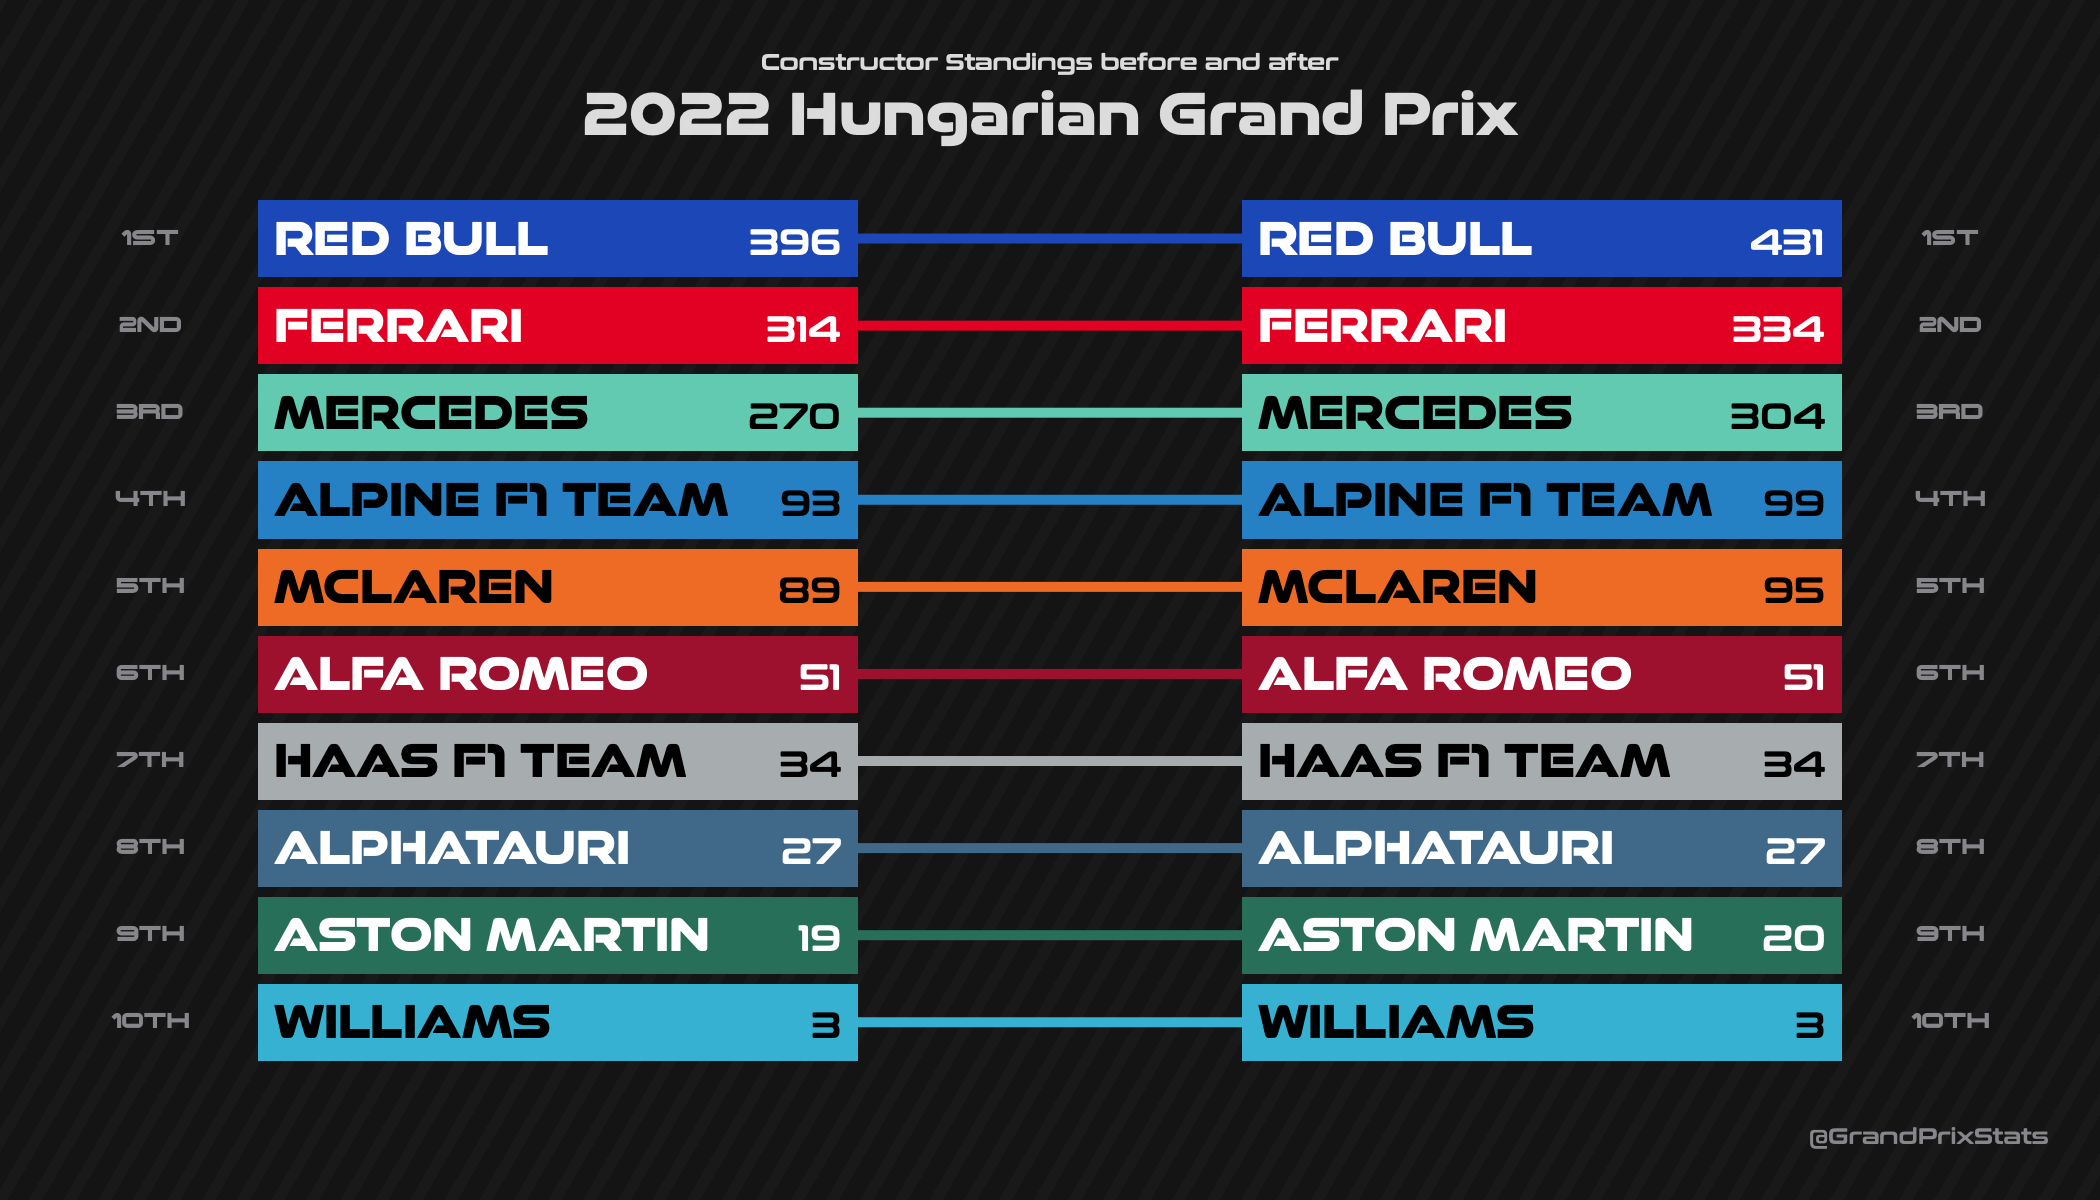 Constructor Standings before and after
2022 Hungarian Grand Prix
1ST RED BULL 396 RED BULL 431 1ST
2ND FERRARI 314 FERRARI 334 2ND
3RD MERCEDES 270 MERCEDES 304 3RD
4TH ALPINE F1 TEAM 93 ALPINE F1 TEAM 99 4TH
5TH MCLAREN 89 MCLAREN 95 5TH
6TH ALFA ROMEO 51 ALFA ROMEO 51 6TH
7TH HAAS F1 TEAM 34 HAAS F1 TEAM 34 7TH
8TH ALPHATAURI 27 ALPHATAURI 27 8TH
9TH ASTON MARTIN 19 ASTON MARTIN 20 9TH
10TH WILLIAMS 3 WILLIAMS 3 10TH
@GrandPrixStats